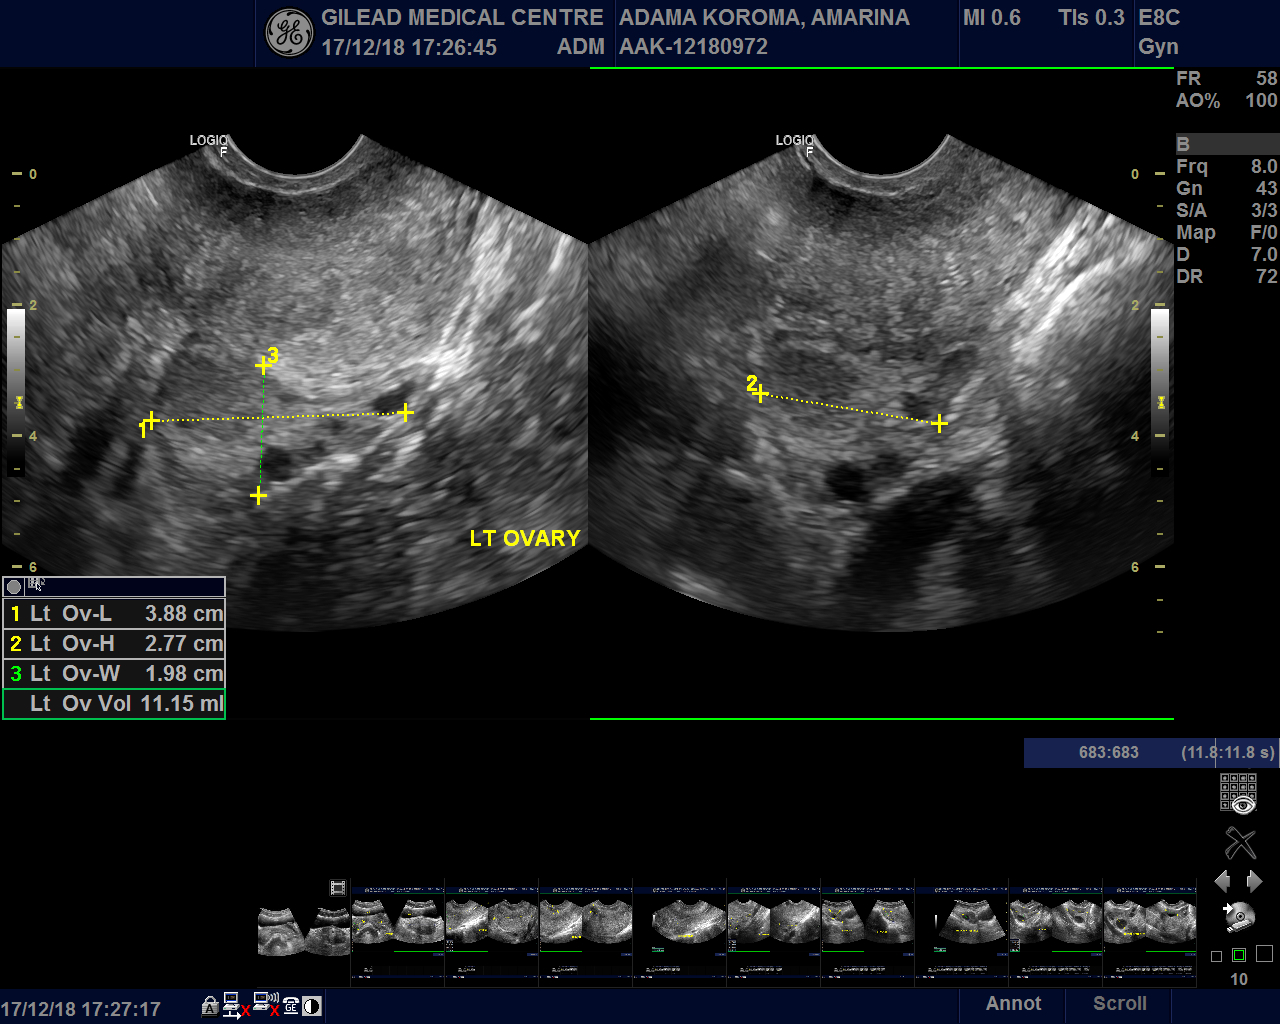 GILEAD MEDICAL CENTRE
17/12/18 17:26:45 ADM
ADAMA KOROMA, AMARINA
AAK-12180972
MI 0.6 TIs 0.3
E8C
Gyn
FR 58
AO% 100
B
Frq 8.0
Gn 43
S/A 3/3
Map F/0
D 7.0
DR 72
LOGIQ
F
0
2
4
6
1
3
LT OVARY
LOGIQ
F
0
2
4
6
2
1 Lt Ov-L 3.88 cm
2 Lt Ov-H 2.77 cm
3 Lt Ov-W 1.98 cm
Lt Ov Vol 11.15 ml
683:683 (11.8:11.8 s)
10
17/12/18 17:27:17
A
GE
Annot
Scroll